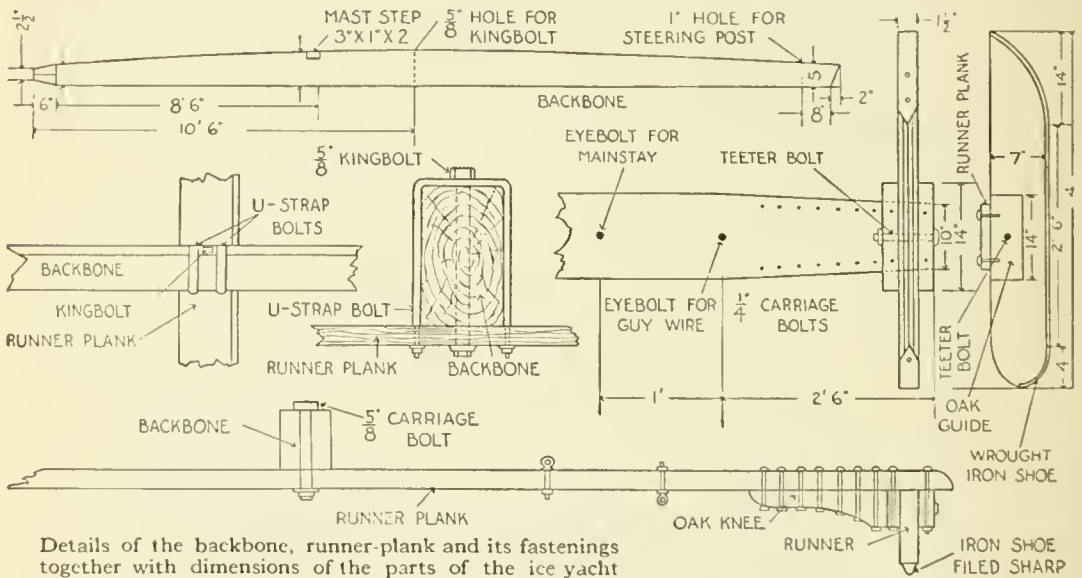 2½"
MAST STEP
3"X1"X2
⅝" HOLE FOR
KINGBOLT
1" HOLE FOR
STEERING POST
5
6"
8' 6"
10' 6"
BACKBONE
8"
2"
1½"
14"
RUNNER PLANK
7"
4
2' 6"
4
⅝" KINGBOLT
U-STRAP
BOLTS
BACKBONE
KINGBOLT
RUNNER PLANK
U-STRAP BOLT
RUNNER PLANK
BACKBONE
EYEBOLT FOR
MAINSTAY
TEETER BOLT
EYEBOLT FOR
GUY WIRE
¼" CARRIAGE
BOLTS
10"
14"
14"
1'
2' 6"
TEETER
BOLT
OAK
GUIDE
WROUGHT
IRON SHOE
BACKBONE
⅝" CARRIAGE
BOLT
RUNNER PLANK
OAK KNEE
RUNNER
IRON SHOE
FILED SHARP
Details of the backbone, runner-plank and its fastenings
together with dimensions of the parts of the ice yacht